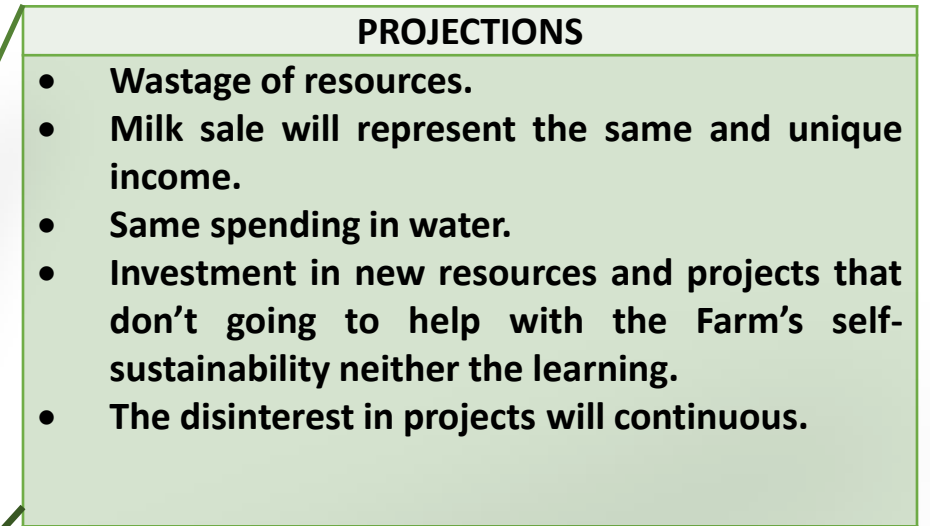 PROJECTIONS
• Wastage of resources.
• Milk sale will represent the same and unique
income.
• Same spending in water.
• Investment in new resources and projects that
don’t going to help with the Farm’s self-
sustainability neither the learning.
• The disinterest in projects will continuous.